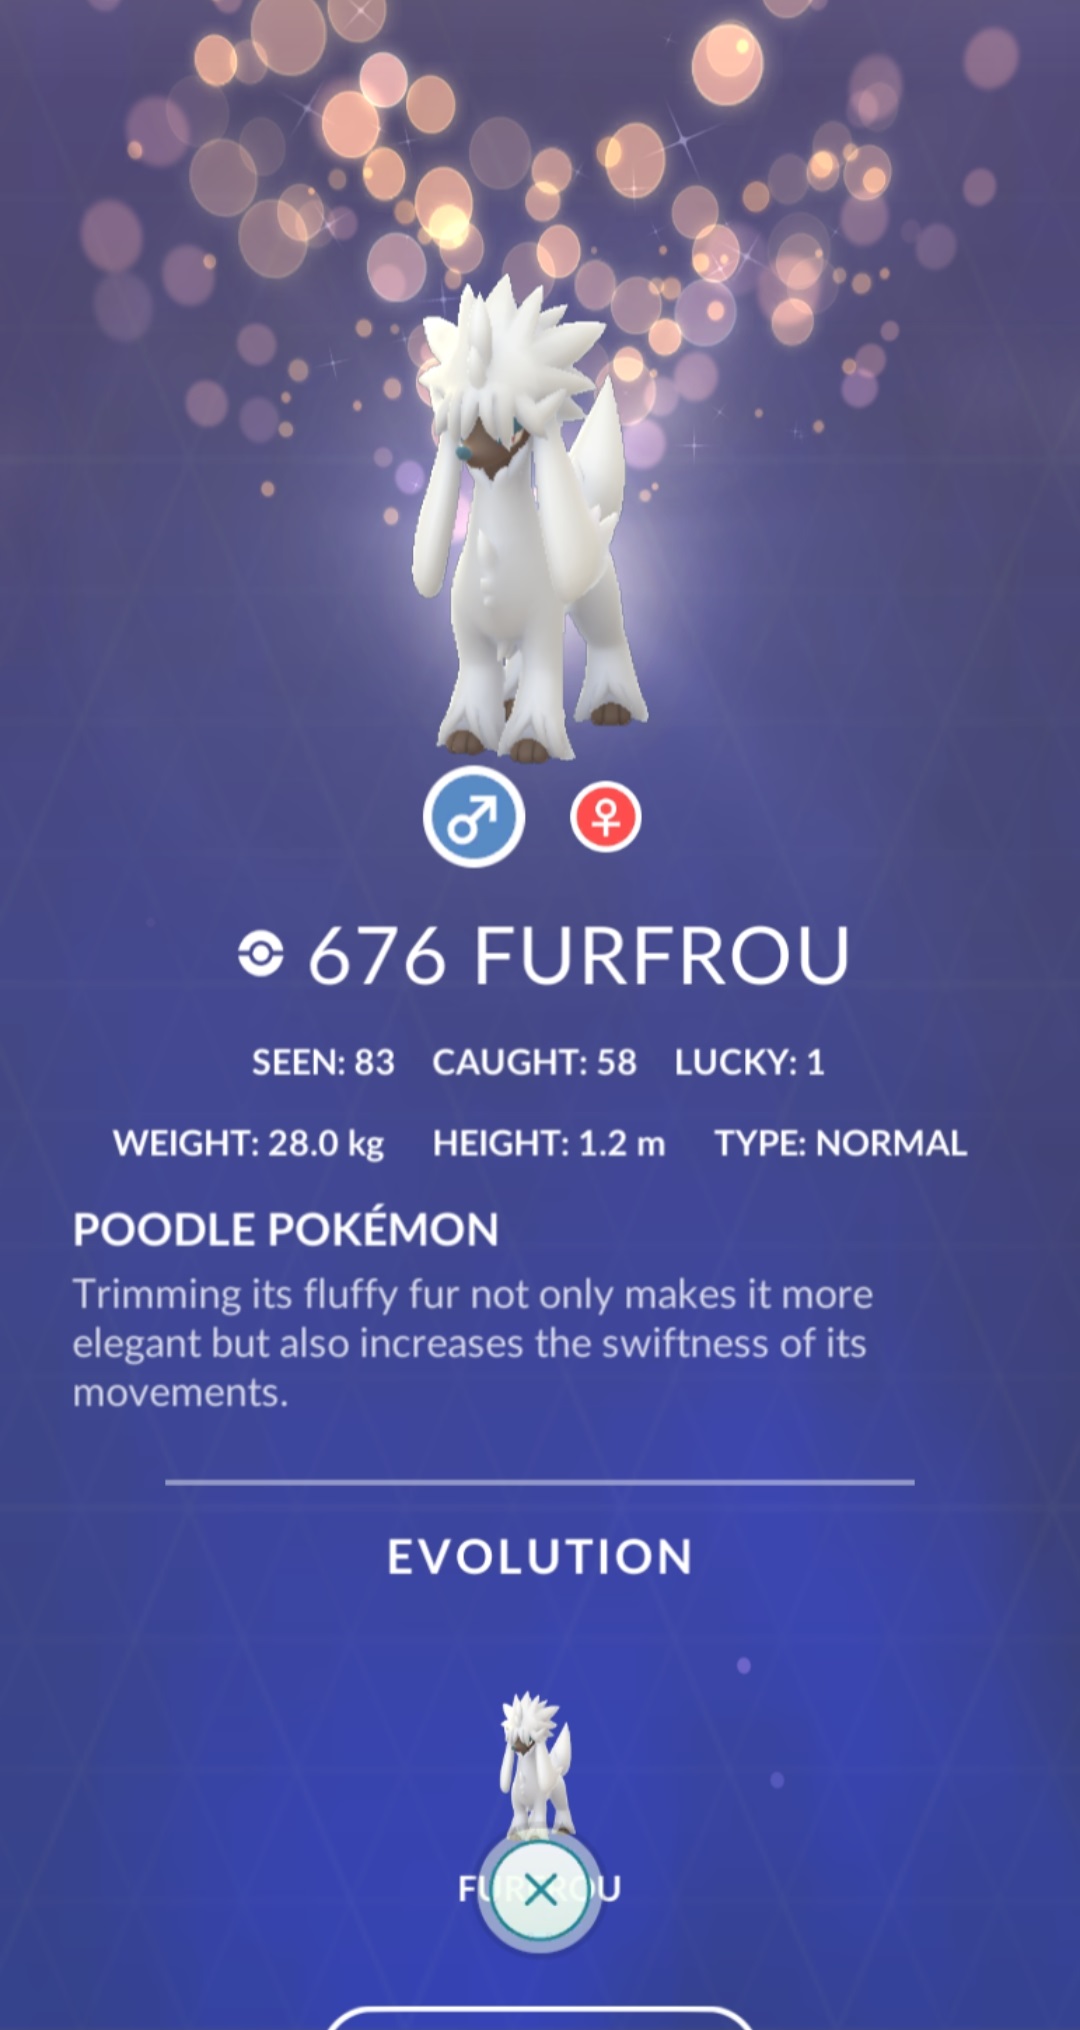 676 FURFROU
SEEN: 83 CAUGHT: 58 LUCKY: 1
WEIGHT: 28.0 kg HEIGHT: 1.2 m TYPE: NORMAL
POODLE POKÉMON
Trimming its fluffy fur not only makes it more
elegant but also increases the swiftness of its
movements.
EVOLUTION
FURFROU